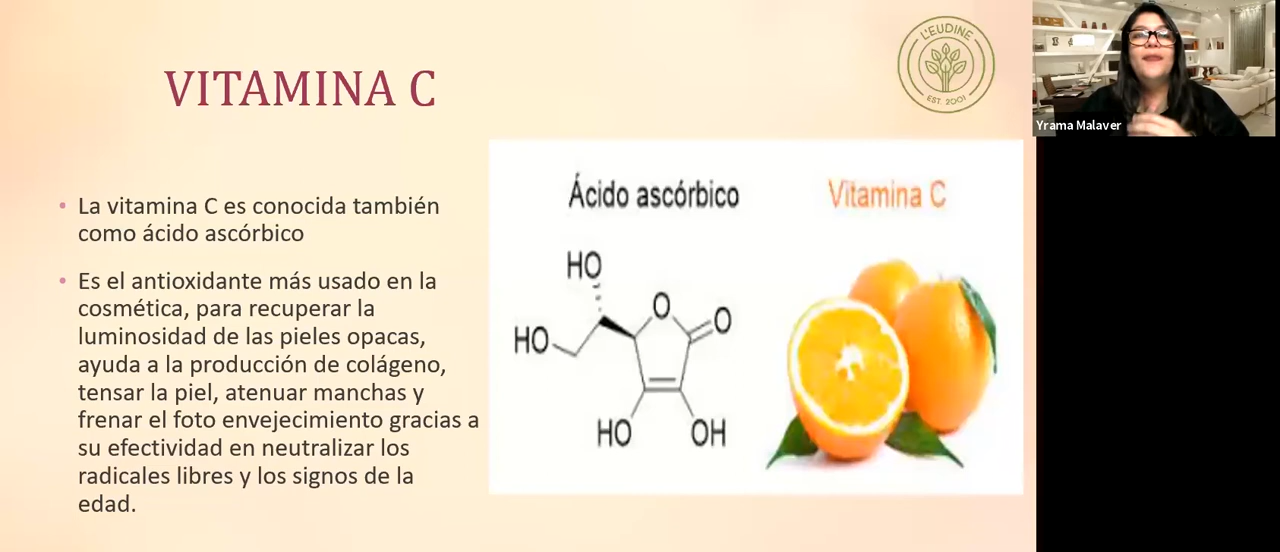 VITAMINA C
L'EUDINE
EST. 2001
Yrama Malaver
• La vitamina C es conocida también
como ácido ascórbico
• Es el antioxidante más usado en la
cosmética, para recuperar la
luminosidad de las pieles opacas,
ayuda a la producción de colágeno,
tensar la piel, atenuar manchas y
frenar el foto envejecimiento gracias a
su efectividad en neutralizar los
radicales libres y los signos de la
edad.
Ácido ascórbico
Vitamina C
HO
O
O
HO
HO
OH